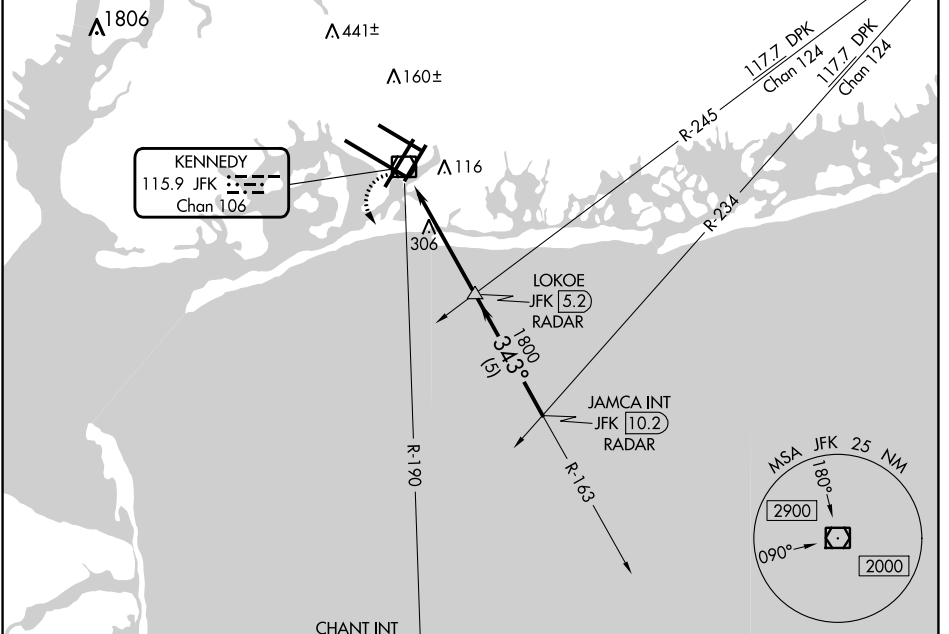 1806
441±
160±
117.7 DPK
Chan 124
117.7 DPK
Chan 124
R-245
KENNEDY
115.9 JFK
Chan 106
116
R-234
306
LOKOE
JFK 5.2
RADAR
1800
343°
(5)
JAMCA INT
JFK 10.2
RADAR
R-190
R-163
MSA JFK 25 NM
180°
2900
090°
2000
CHANT INT